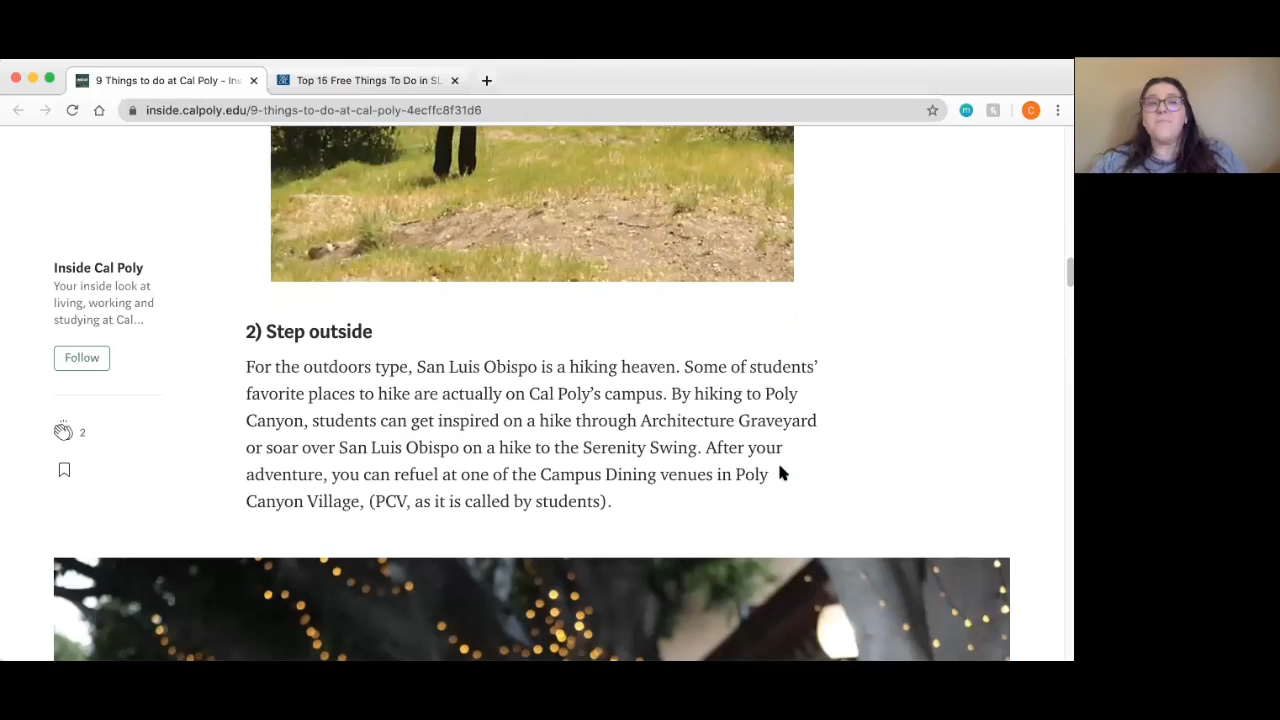 9 Things to do at Cal Poly - Ins
Top 15 Free Things To Do in SL
inside.calpoly.edu/9-things-to-do-at-cal-poly-4ecffc8f31d6
m
C
Inside Cal Poly
Your inside look at
living, working and
studying at Cal...
Follow
2
2) Step outside
For the outdoors type, San Luis Obispo is a hiking heaven. Some of students’
favorite places to hike are actually on Cal Poly’s campus. By hiking to Poly
Canyon, students can get inspired on a hike through Architecture Graveyard
or soar over San Luis Obispo on a hike to the Serenity Swing. After your
adventure, you can refuel at one of the Campus Dining venues in Poly
Canyon Village, (PCV, as it is called by students).